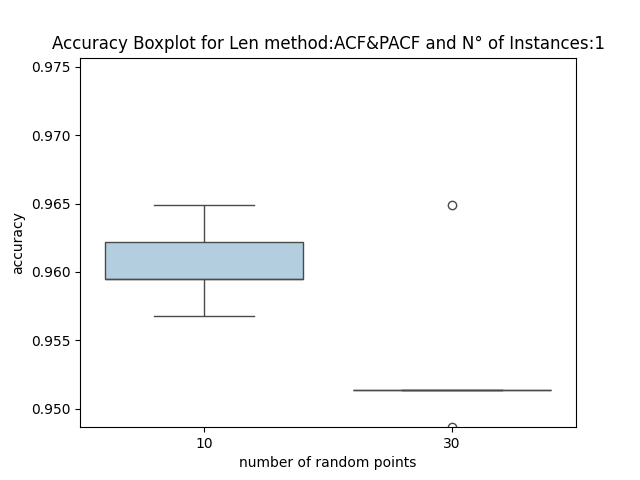 Accuracy Boxplot for Len method:ACF&PACF and N° of Instances:1
0.975
0.970
0.965
0.960
0.955
0.950
accuracy
10
30
number of random points